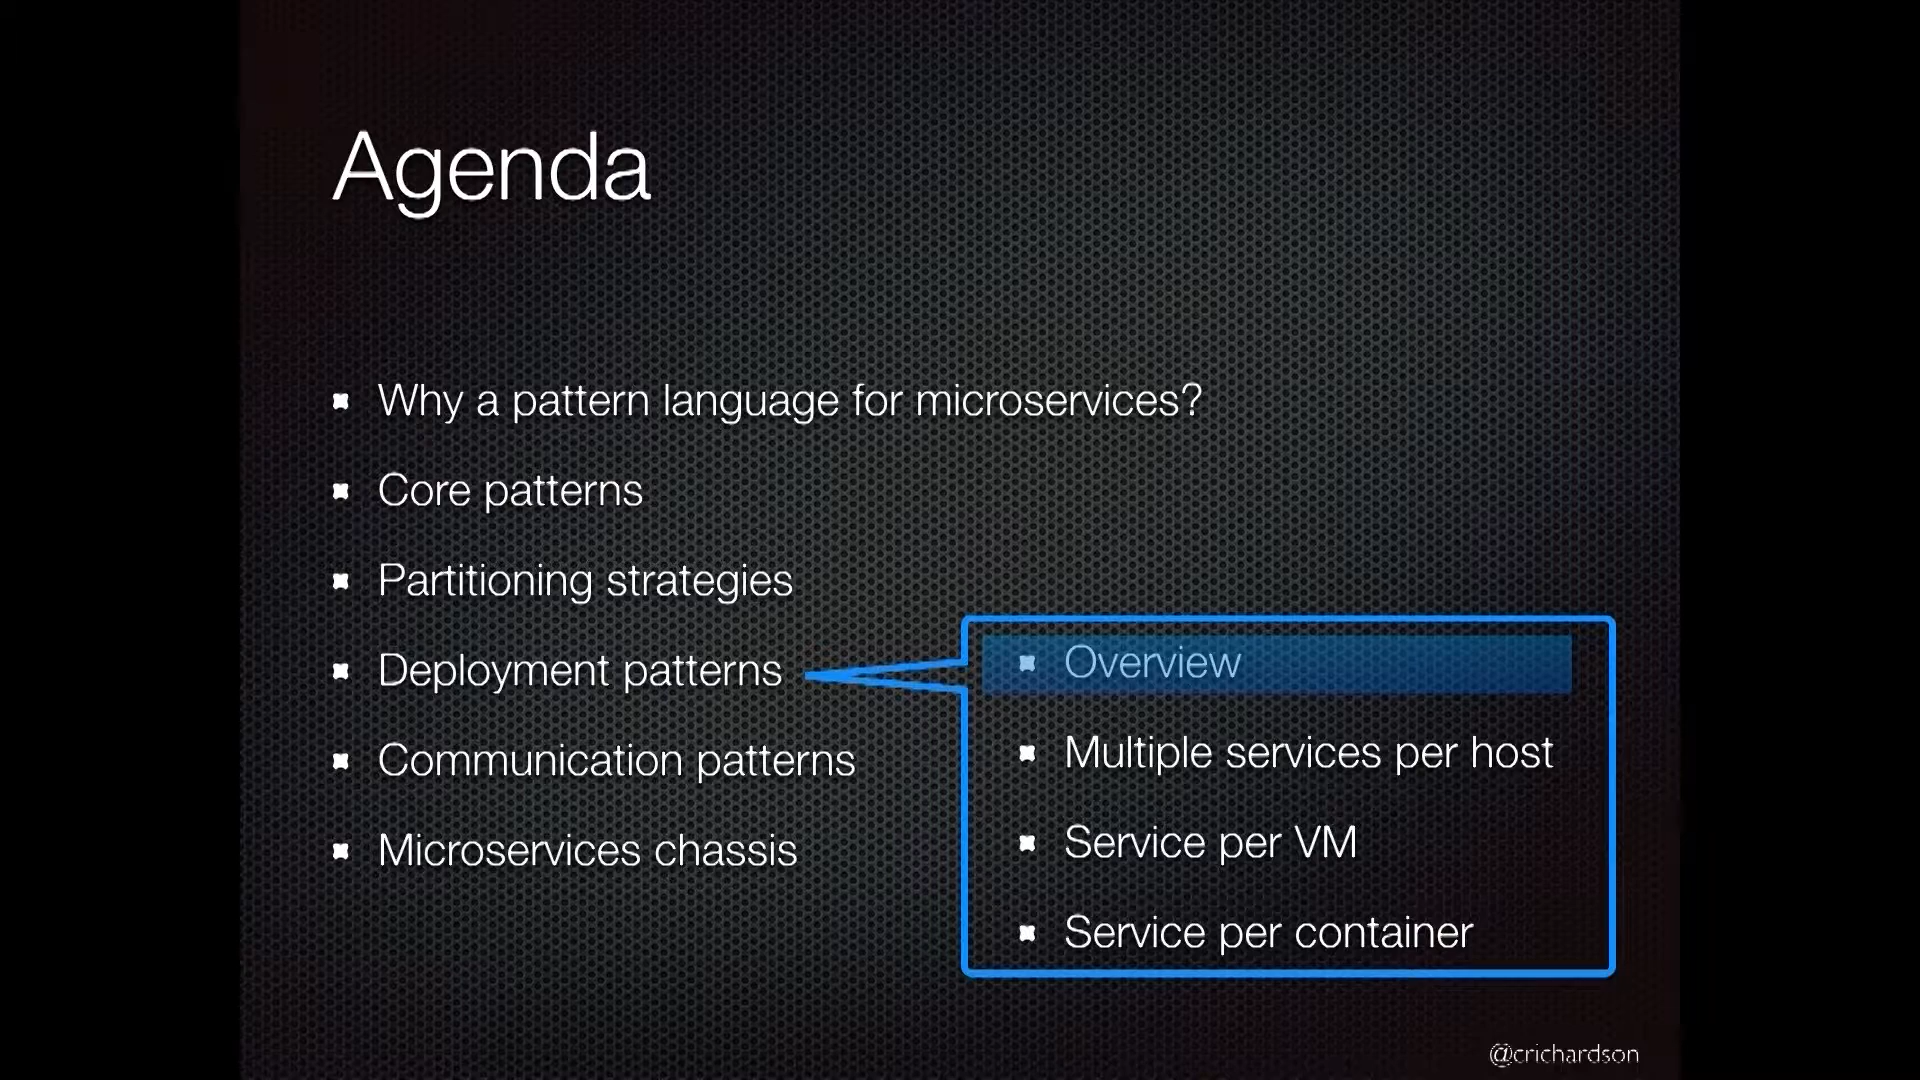 Agenda
Why a pattern language for microservices?
Core patterns
Partitioning strategies
Deployment patterns
Communication patterns
Microservices chassis
Overview
Multiple services per host
Service per VM
Service per container
@crichardson